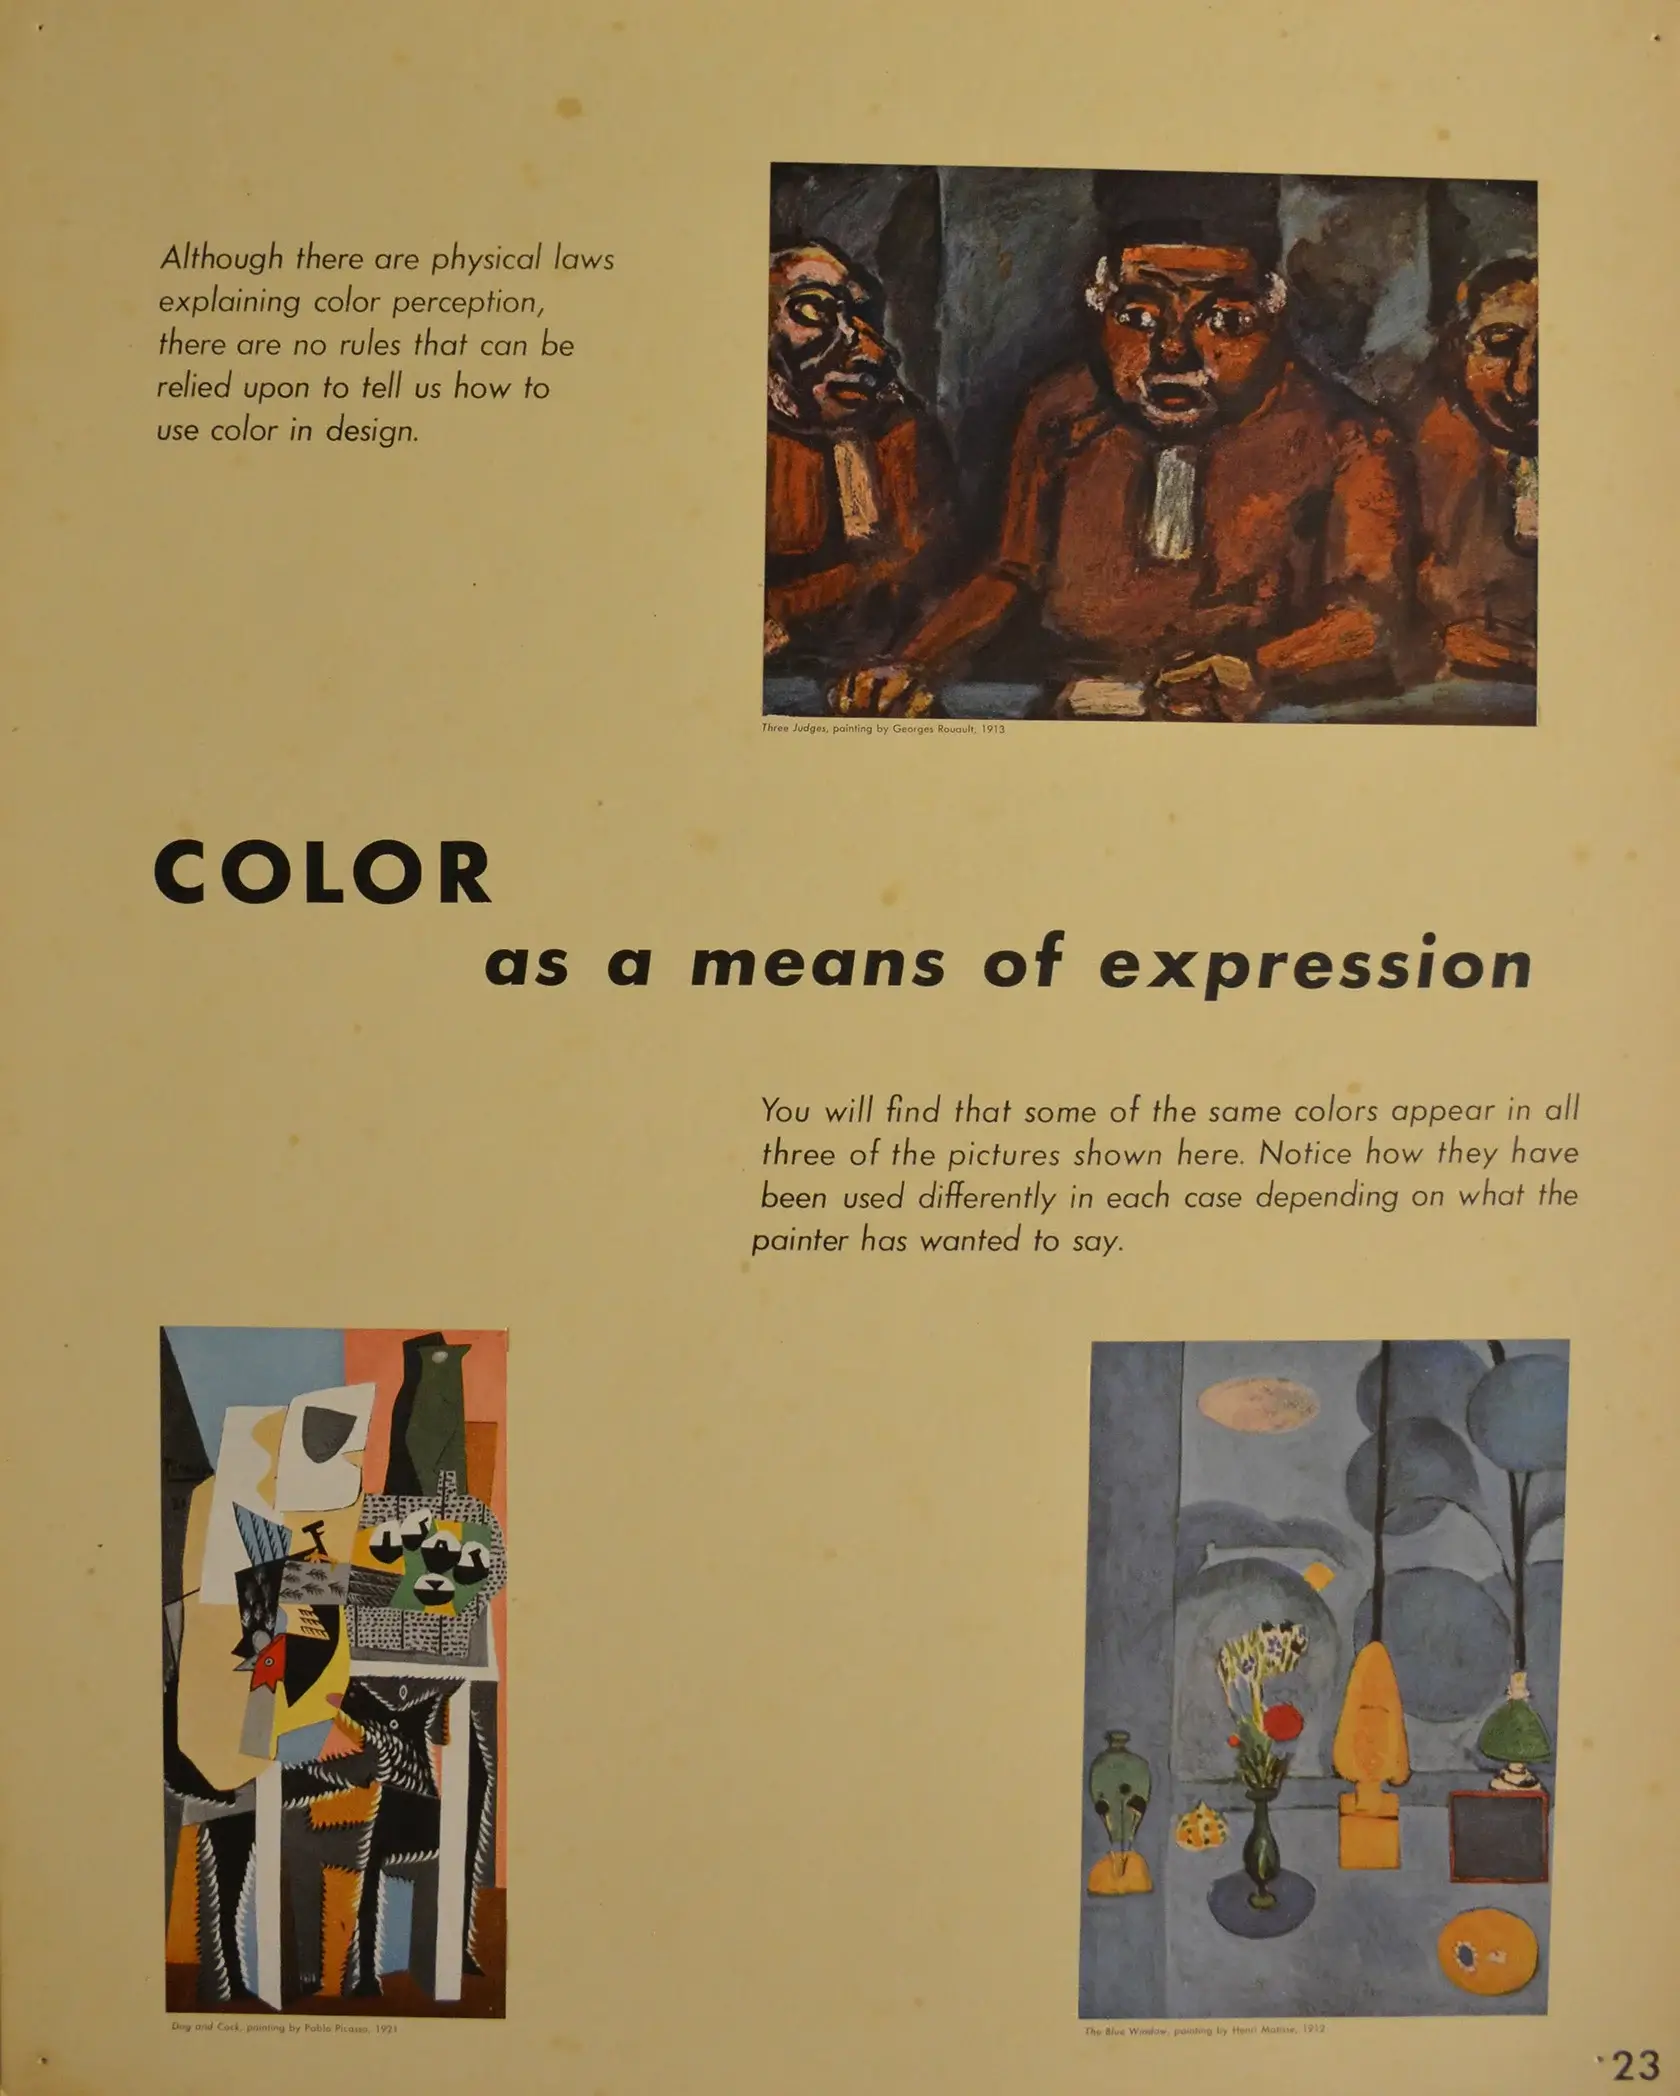 Although there are physical laws
explaining color perception,
there are no rules that can be
relied upon to tell us how to
use color in design.
Three Judges, painting by Georges Rouault, 1913
COLOR
as a means of expression
You will find that some of the same colors appear in all
three of the pictures shown here. Notice how they have
been used differently in each case depending on what the
painter has wanted to say.
Dog and Cock, painting by Pablo Picasso, 1921
The Blue Window, painting by Henri Matisse, 1912
23